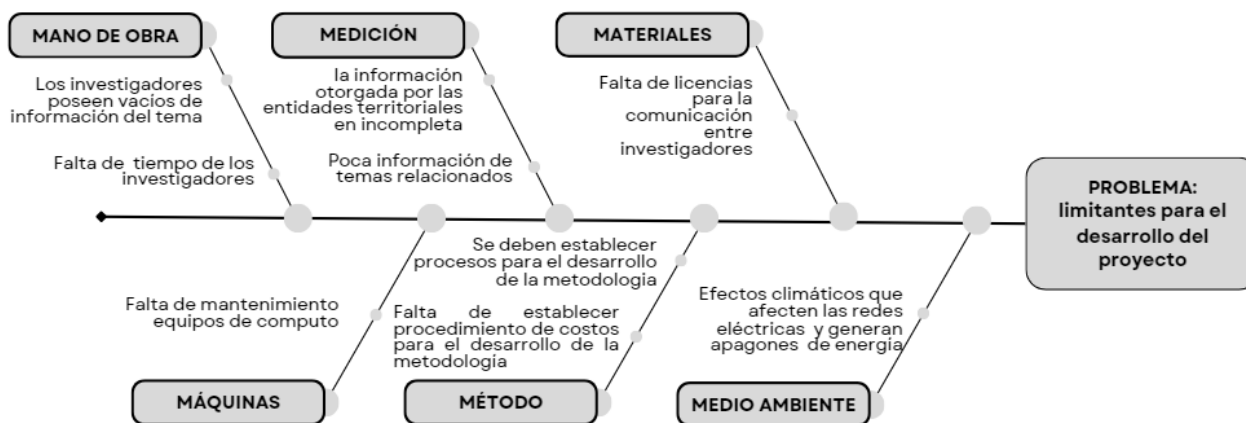 MANO DE OBRA
Los investigadores
poseen vacíos de
información del tema
Falta de tiempo de los
investigadores
MEDICIÓN
la información
otorgada por las
entidades territoriales
en incompleta
Poca información de
temas relacionados
MATERIALES
Falta de licencias
para la
comunicación
entre
investigadores
PROBLEMA:
limitantes para el
desarrollo del
proyecto
Falta de mantenimiento
equipos de computo
MÁQUINAS
Se deben establecer
procesos para el desarrollo
de la metodologia
Falta de establecer
procedimiento de costos
para el desarrollo de la
metodologia
MÉTODO
Efectos climáticos que
afecten las redes
eléctricas y generan
apagones de energía
MEDIO AMBIENTE